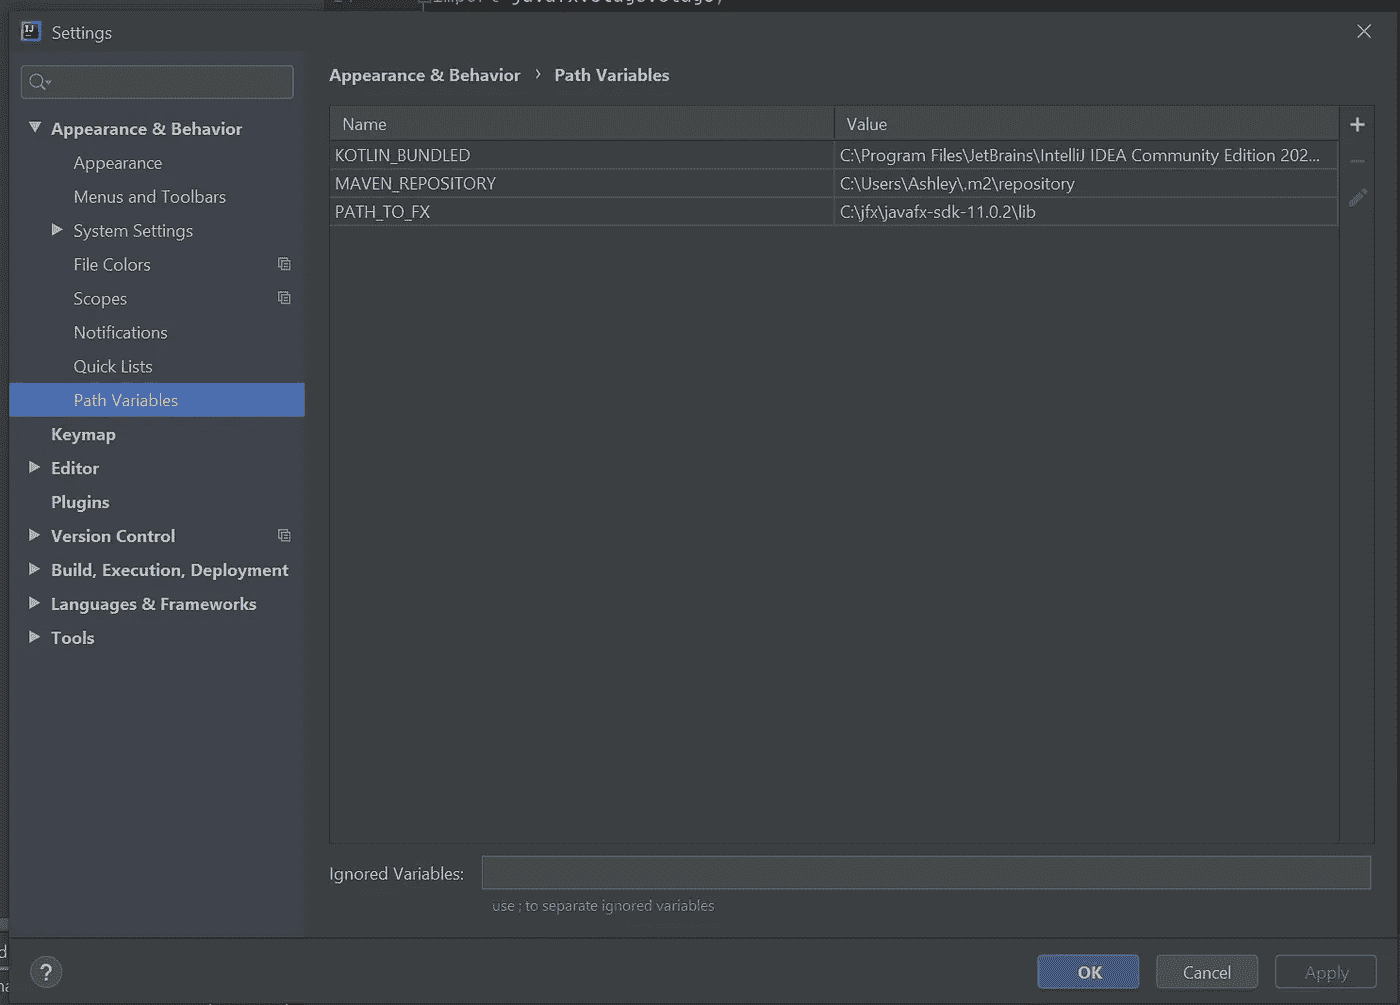 Settings
Appearance & Behavior › Path Variables
Appearance & Behavior
Appearance
Menus and Toolbars
System Settings
File Colors
Scopes
Notifications
Quick Lists
Path Variables
Keymap
Editor
Plugins
Version Control
Build, Execution, Deployment
Languages & Frameworks
Tools
Name Value
KOTLIN_BUNDLED C:\Program Files\JetBrains\IntelliJ IDEA Community Edition 202...
MAVEN_REPOSITORY C:\Users\Ashley\.m2\repository
PATH_TO_FX C:\jfx\javafx-sdk-11.0.2\lib
Ignored Variables:
use ; to separate ignored variables
? OK Cancel Apply